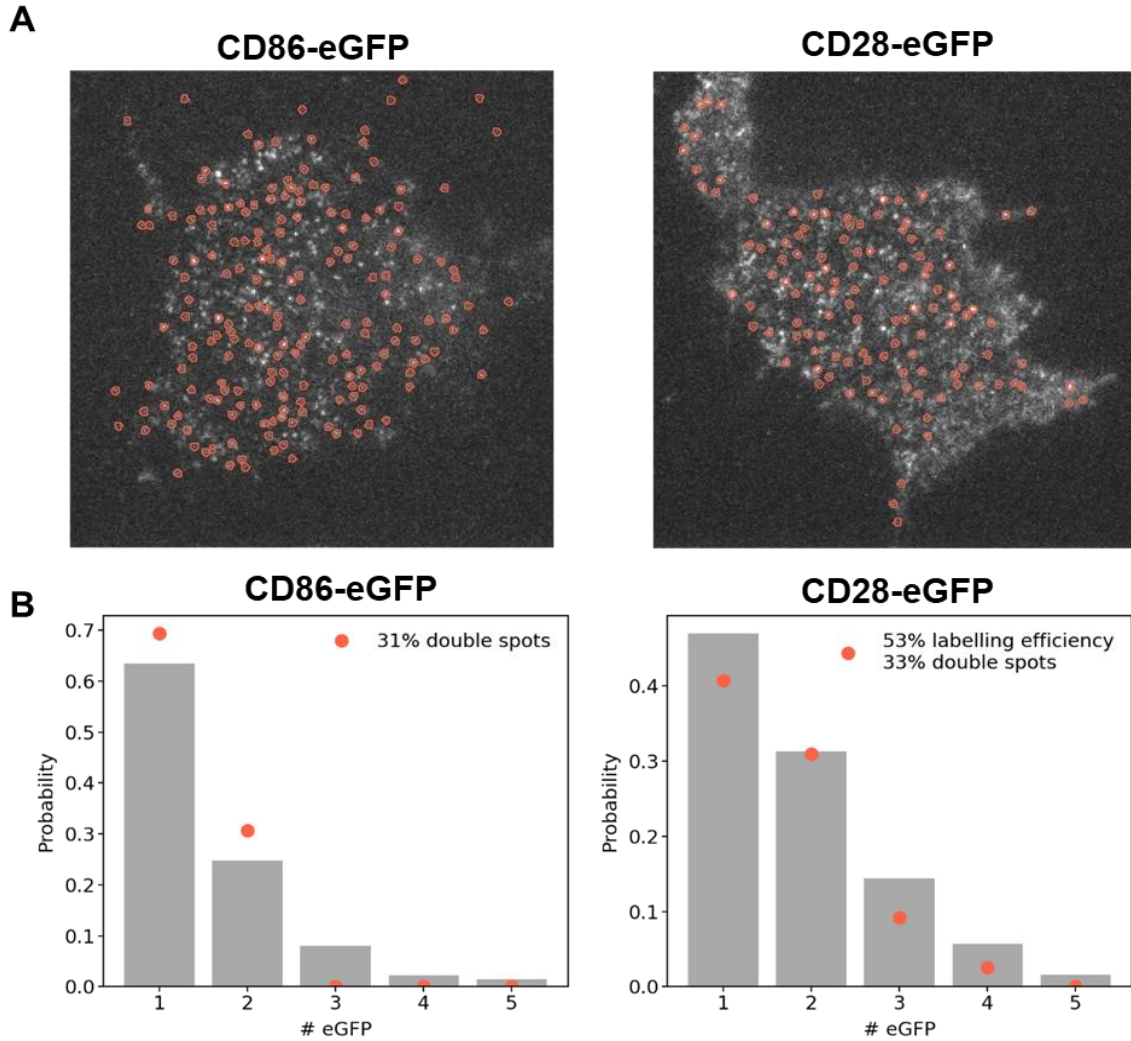 A
CD86-eGFP
CD28-eGFP
B
CD86-eGFP
CD28-eGFP
31% double spots
0.7
0.6
0.5
0.4
0.3
0.2
0.1
0.0
Probability
1 2 3 4 5
# eGFP
53% labelling efficiency
33% double spots
0.4
0.3
0.2
0.1
0.0
Probability
1 2 3 4 5
# eGFP